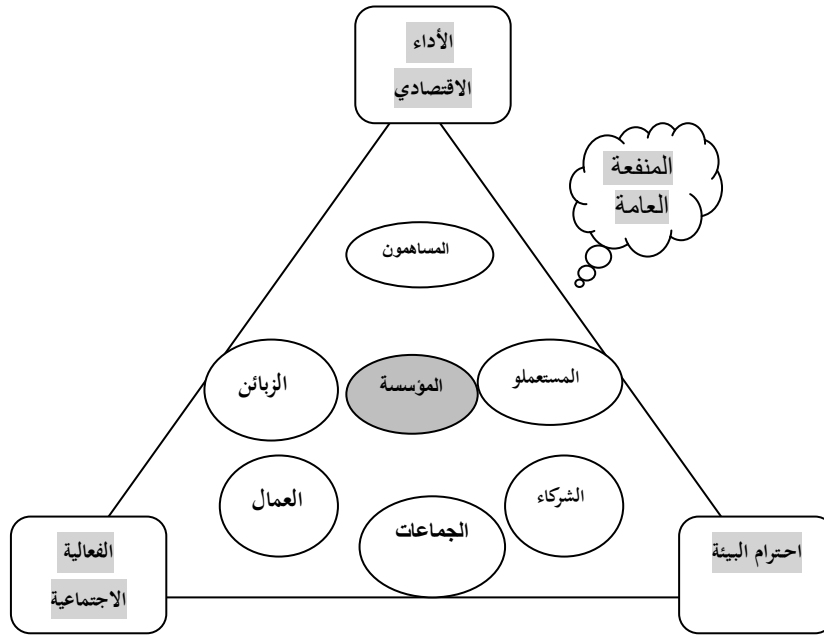 الأداء
الاقتصادي
المنفعة
العامة
المساهمون
الزبائن
المؤسسة
المستعملو
العمال
الجماعات
الشركاء
الفعالية
الاجتماعية
احترام البيئة